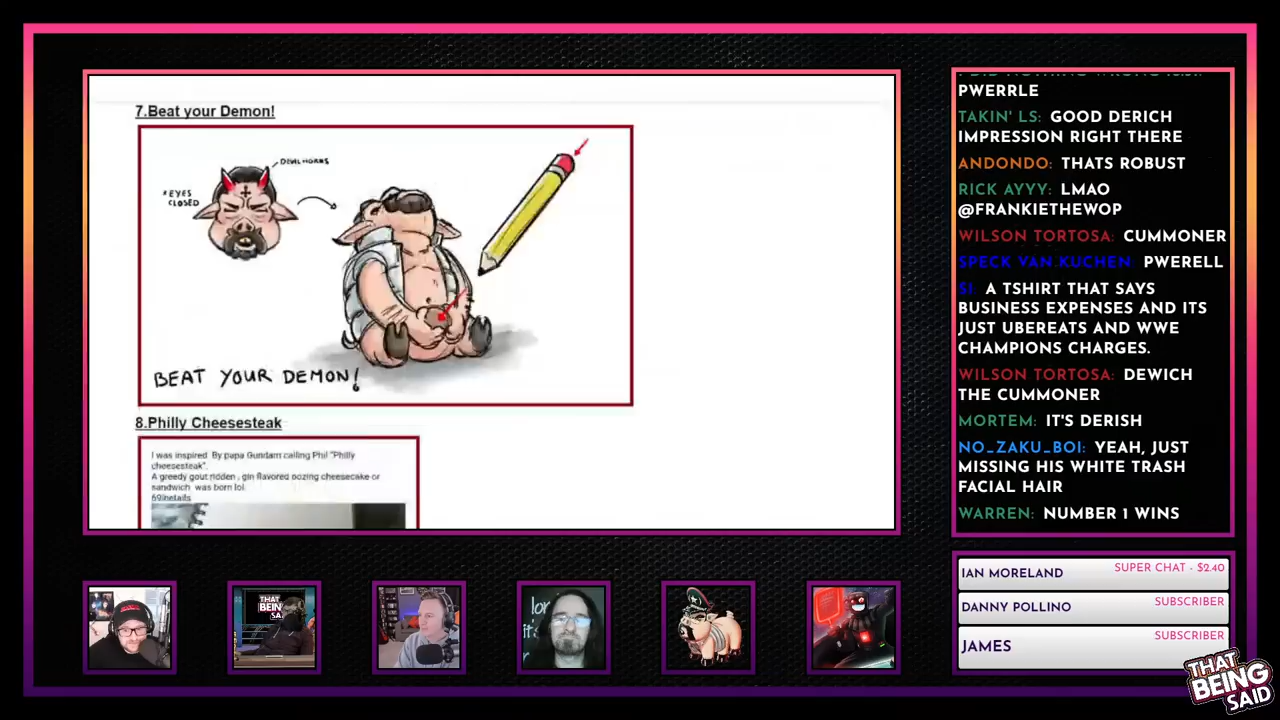 7.Beat your Demon!
DEVIL HORNS
*EYES
CLOSED
BEAT YOUR DEMON!
8.Philly Cheesesteak
I was inspired By papa Gundam calling Phil "Philly
cheesesteak".
A greedy gout ridden , gin flavored oozing cheesecake or
sandwich was born lol.
PWERRLE
TAKIN' LS: GOOD DERICH
IMPRESSION RIGHT THERE
ANDONDO: THATS ROBUST
RICK AYYY: LMAO
@FRANKIETHEWOP
WILSON TORTOSA: CUMMONER
SPECK VAN.KUCHEN: PWERELL
SI: A TSHIRT THAT SAYS
BUSINESS EXPENSES AND ITS
JUST UBEREATS AND WWE
CHAMPIONS CHARGES.
WILSON TORTOSA: DEWICH
THE CUMMONER
MORTEM: IT'S DERISH
NO_ZAKU_BOI: YEAH, JUST
MISSING HIS WHITE TRASH
FACIAL HAIR
WARREN: NUMBER 1 WINS
IAN MORELAND SUPER CHAT - $2.40
DANNY POLLINO SUBSCRIBER
JAMES SUBSCRIBER
THAT
BEING
SAID
THAT
BEING
SAID